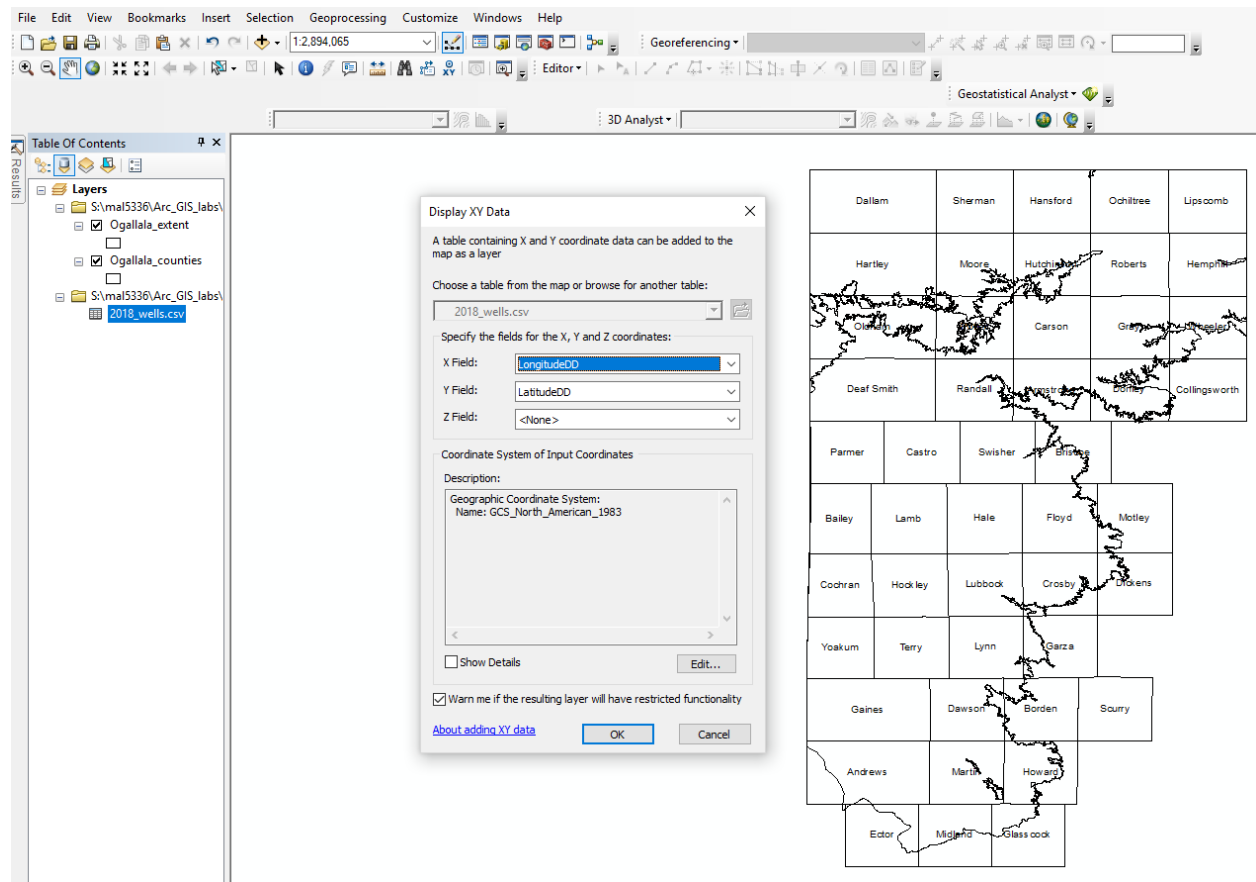 File Edit View Bookmarks Insert Selection Geoprocessing Customize Windows Help
1:2,894,065 Georeferencing
Editor
Geostatistical Analyst
3D Analyst
Table Of Contents
Results
Layers
S:\mal5336\Arc_GIS_labs\
Ogallala_extent
Ogallala_counties
S:\mal5336\Arc_GIS_labs\
2018_wells.csv
Display XY Data
A table containing X and Y coordinate data can be added to the
map as a layer
Choose a table from the map or browse for another table:
2018_wells.csv
Specify the fields for the X, Y and Z coordinates:
X Field: LongitudeDD
Y Field: LatitudeDD
Z Field: <None>
Coordinate System of Input Coordinates
Description:
Geographic Coordinate System:
Name: GCS_North_American_1983
Show Details Edit...
Warn me if the resulting layer will have restricted functionality
About adding XY data OK Cancel
Dallam Sherman Hansford Ochiltree Lipscomb
Hartley Moore Roberts
Carson
Deaf Smith Randall Collingsworth
Parmer Castro Swisher
Bailey Lamb Hale Floyd Motley
Cochran Hockley Lubbock Crosby Dickens
Yoakum Terry Lynn Garza
Gaines Dawson Borden Scurry
Andrews Martin Howard
Ector Midland Glasscock